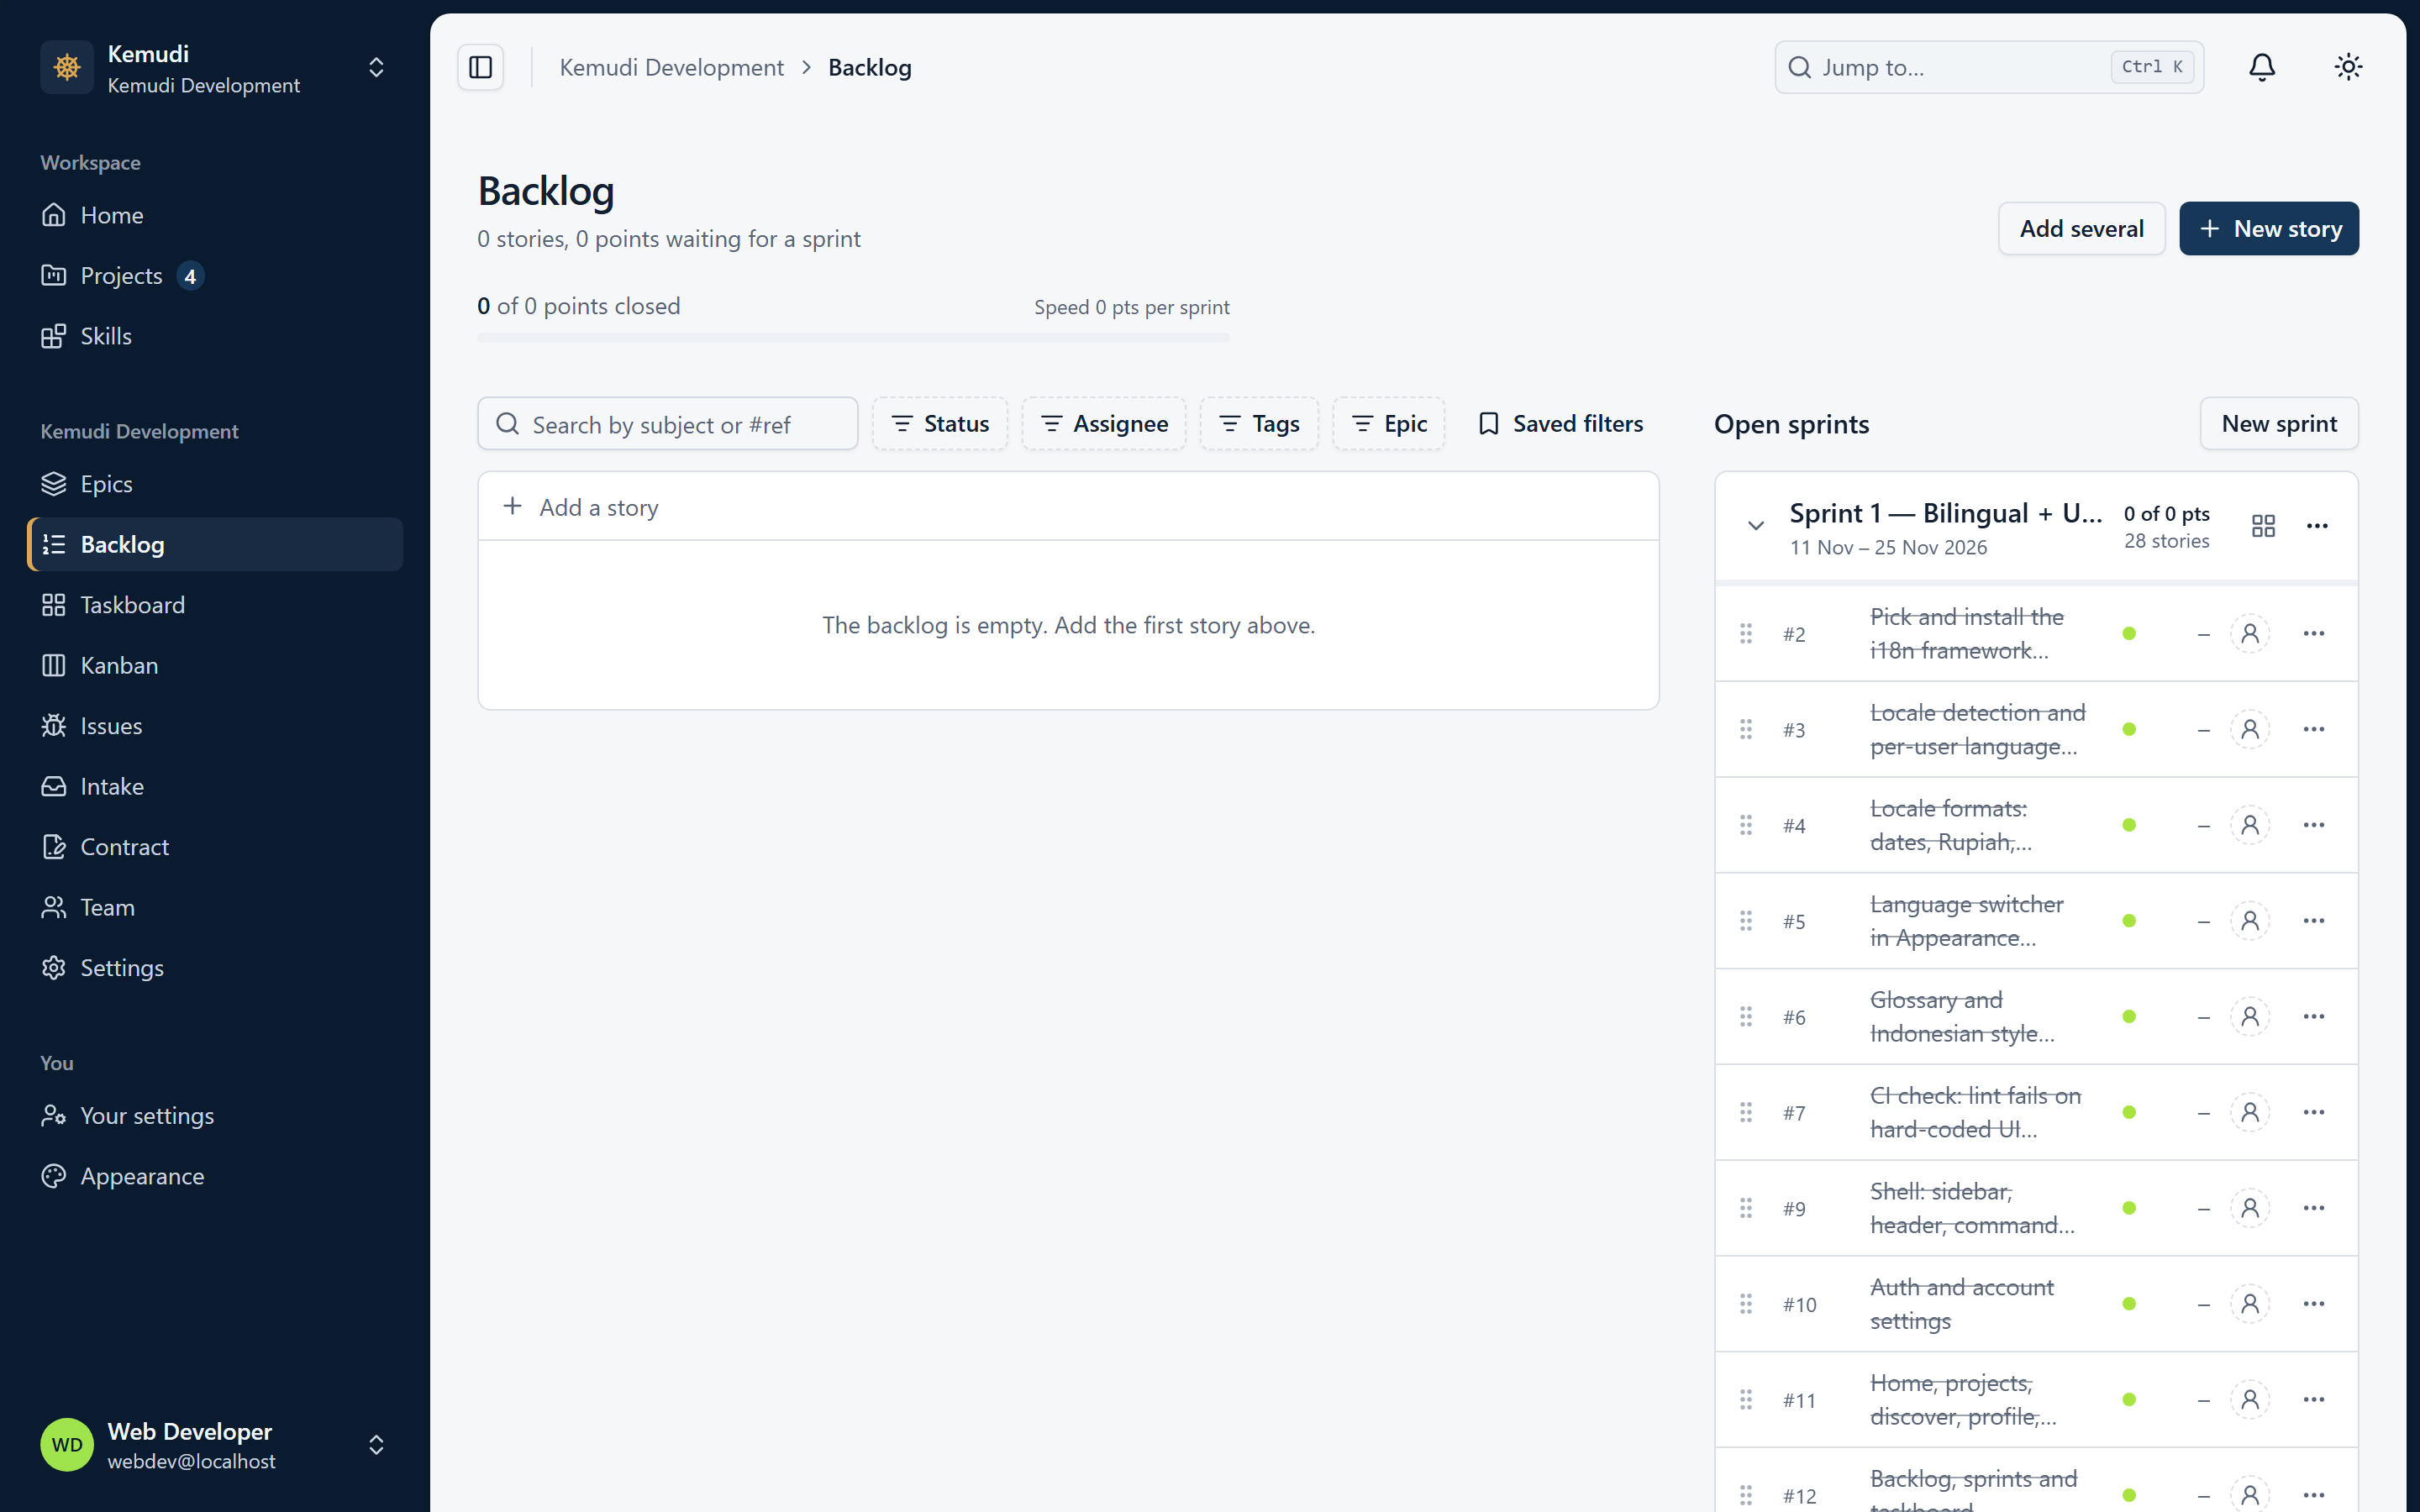 Kemudi
Kemudi Development
Workspace
Home
Projects 4
Skills
Kemudi Development
Epics
Backlog
Taskboard
Kanban
Issues
Intake
Contract
Team
Settings
You
Your settings
Appearance
WD
Web Developer
webdev@localhost
Kemudi Development > Backlog
Jump to... Ctrl K
Backlog
0 stories, 0 points waiting for a sprint
Add several
+ New story
0 of 0 points closed
Speed 0 pts per sprint
Search by subject or #ref
Status
Assignee
Tags
Epic
Saved filters
+ Add a story
The backlog is empty. Add the first story above.
Open sprints
New sprint
Sprint 1 — Bilingual + U...
0 of 0 pts
11 Nov – 25 Nov 2026
28 stories
#2
Pick and install the
i18n framework...
–
#3
Locale detection and
per-user language...
–
#4
Locale formats:
dates, Rupiah,...
–
#5
Language switcher
in Appearance...
–
#6
Glossary and
Indonesian style...
–
#7
CI check: lint fails on
hard-coded UI...
–
#9
Shell: sidebar,
header, command...
–
#10
Auth and account
settings
–
#11
Home, projects,
discover, profile,...
–
#12
Backlog, sprints and
taskboard
–